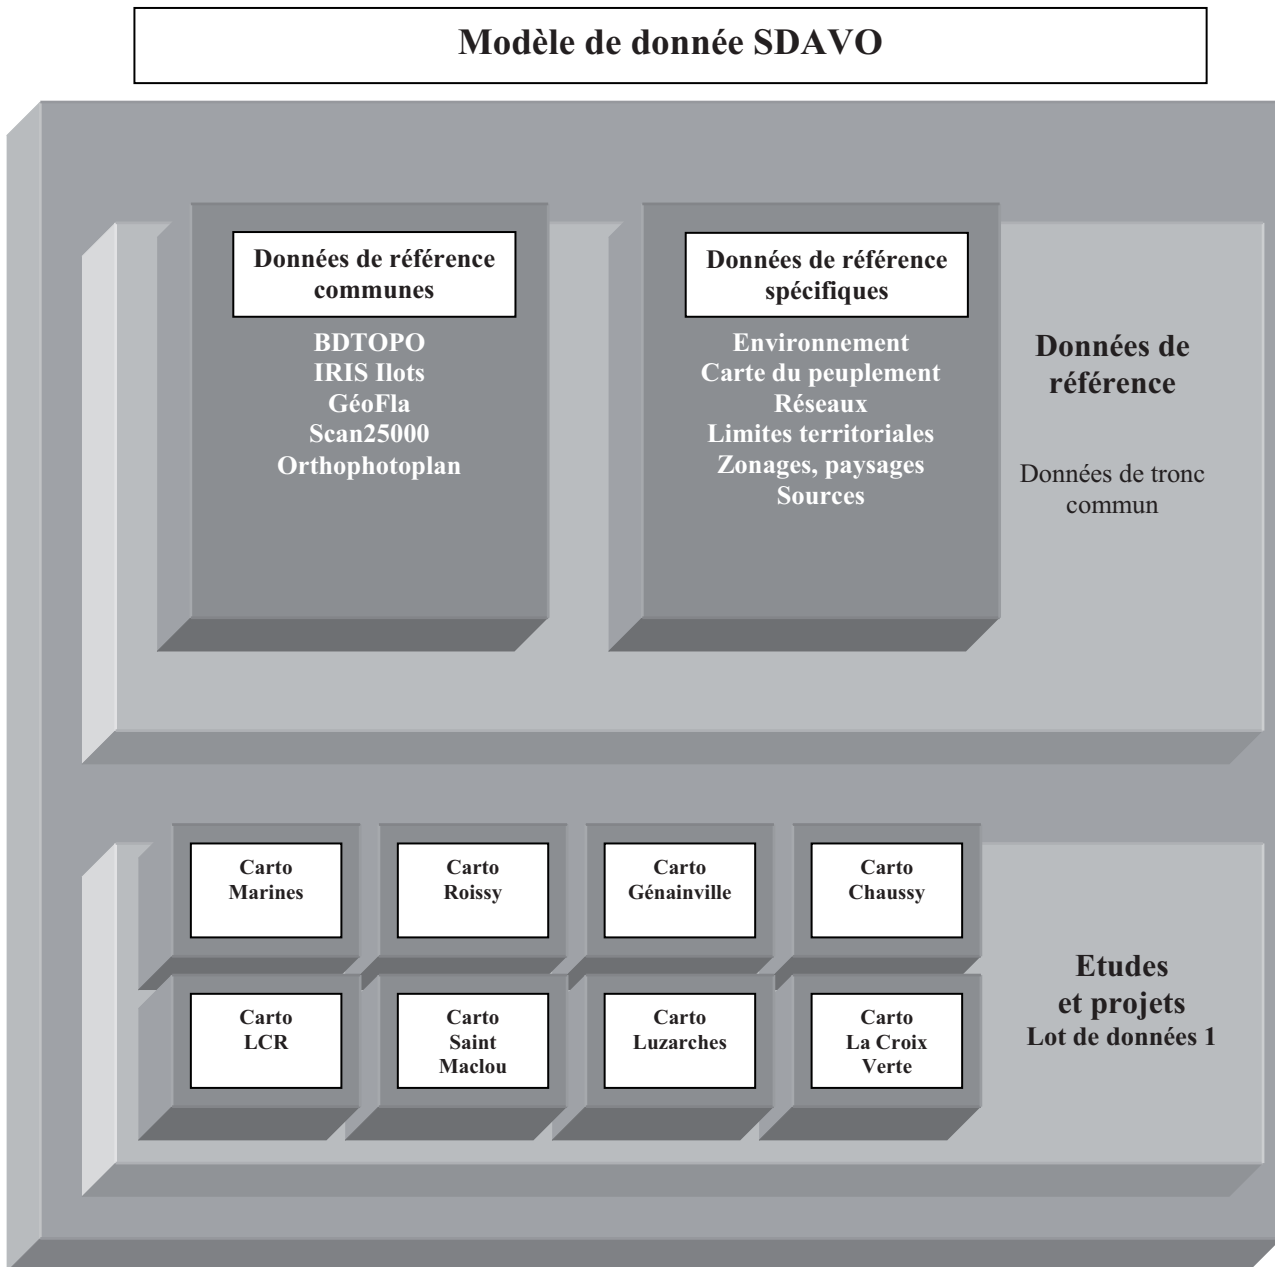 Modèle de donnée SDAVO
Données de référence
communes
BDTOPO
IRIS Ilots
GéoFla
Scan25000
Orthophotoplan
Données de référence
spécifiques
Environnement
Carte du peuplement
Réseaux
Limites territoriales
Zonages, paysages
Sources
Données de
référence
Données de tronc
commun
Carto
Marines
Carto
Roissy
Carto
Génainville
Carto
Chaussy
Carto
LCR
Carto
Saint
Maclou
Carto
Luzarches
Carto
La Croix
Verte
Etudes
et projets
Lot de données 1